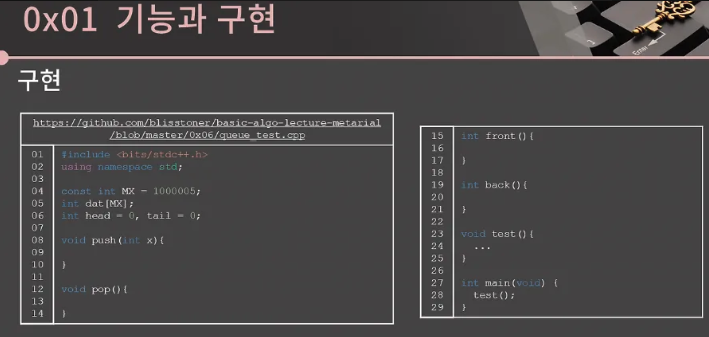 0x01 기능과 구현
Enter
구현
https://github.com/blisstoner/basic-algo-lecture-metarial
/blob/master/0x06/queue_test.cpp
01 #include <bits/stdc++.h>
02 using namespace std;
03
04 const int MX = 1000005;
05 int dat[MX];
06 int head = 0, tail = 0;
07
08 void push(int x){
09
10 }
11
12 void pop(){
13
14 }
15 int front(){
16
17 }
18
19 int back(){
20
21 }
22
23 void test(){
24 ...
25 }
26
27 int main(void) {
28 test();
29 }